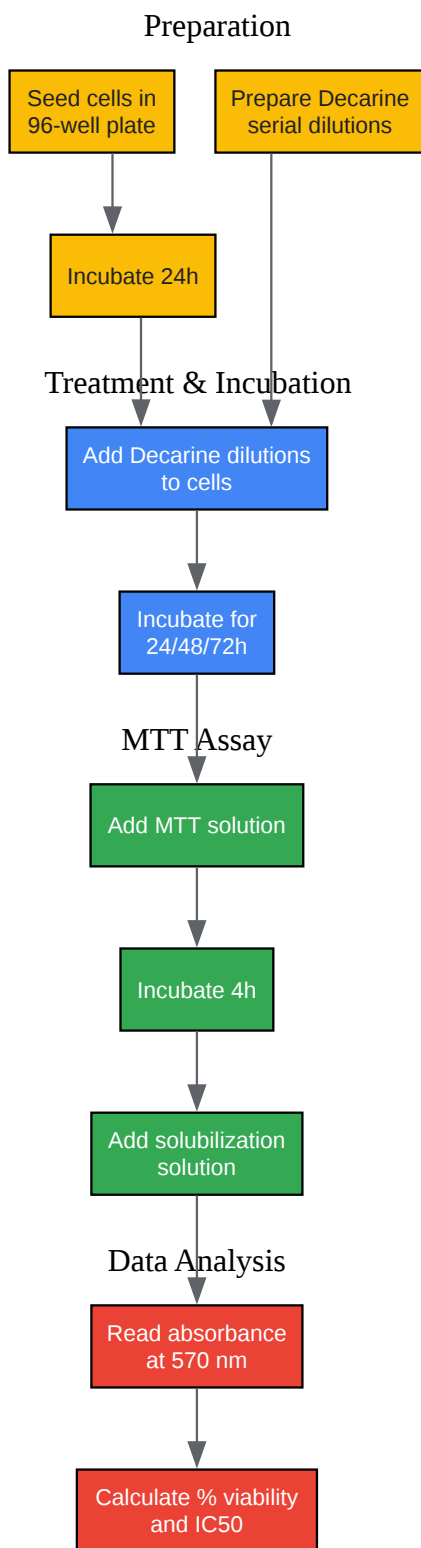 Preparation
Seed cells in
96-well plate
Prepare Decarine
serial dilutions
Incubate 24h
Treatment & Incubation
Add Decarine dilutions
to cells
Incubate for
24/48/72h
MTT Assay
Add MTT solution
Incubate 4h
Add solubilization
solution
Data Analysis
Read absorbance
at 570 nm
Calculate % viability
and IC50